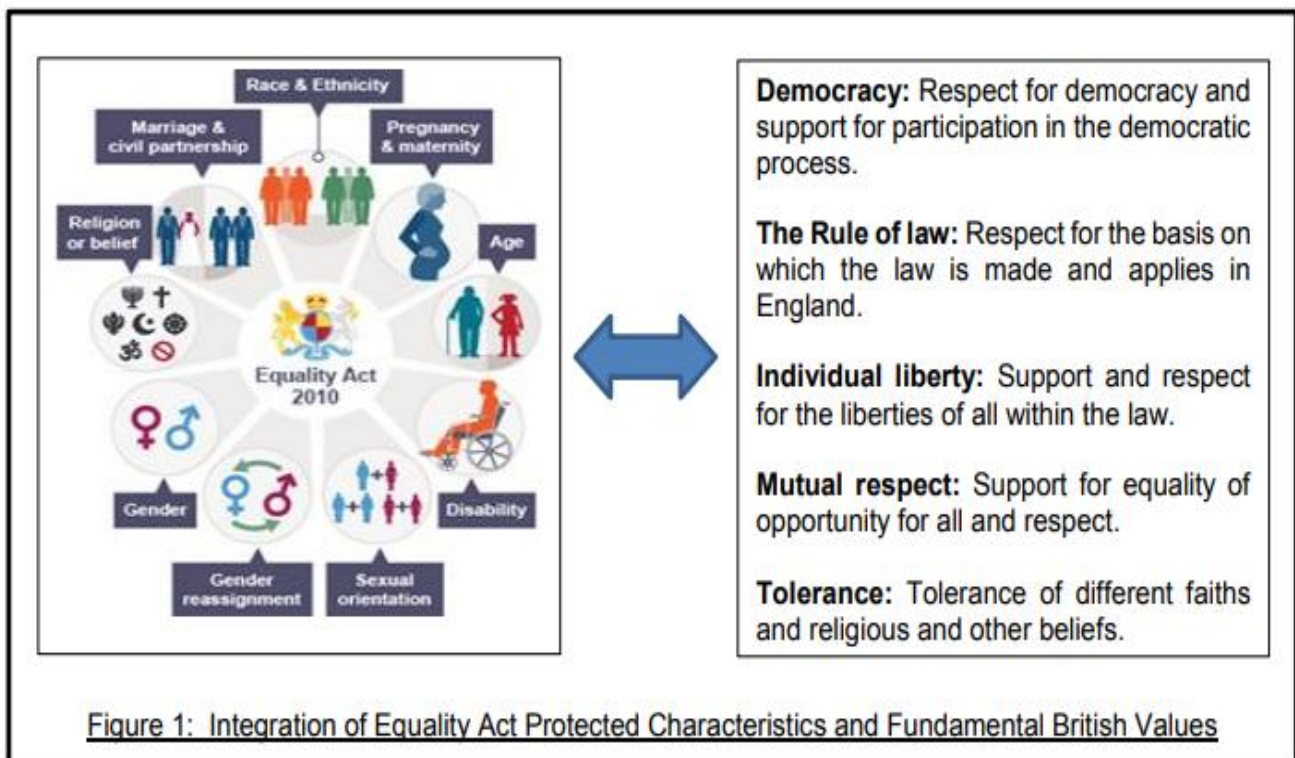 Race & Ethnicity
Marriage &
civil partnership
Pregnancy
& maternity
Religion
or belief
Age
Equality Act
2010
Gender
Disability
Gender
reassignment
Sexual
orientation
Democracy: Respect for democracy and
support for participation in the democratic
process.
The Rule of law: Respect for the basis on
which the law is made and applies in
England.
Individual liberty: Support and respect
for the liberties of all within the law.
Mutual respect: Support for equality of
opportunity for all and respect.
Tolerance: Tolerance of different faiths
and religious and other beliefs.
Figure 1: Integration of Equality Act Protected Characteristics and Fundamental British Values